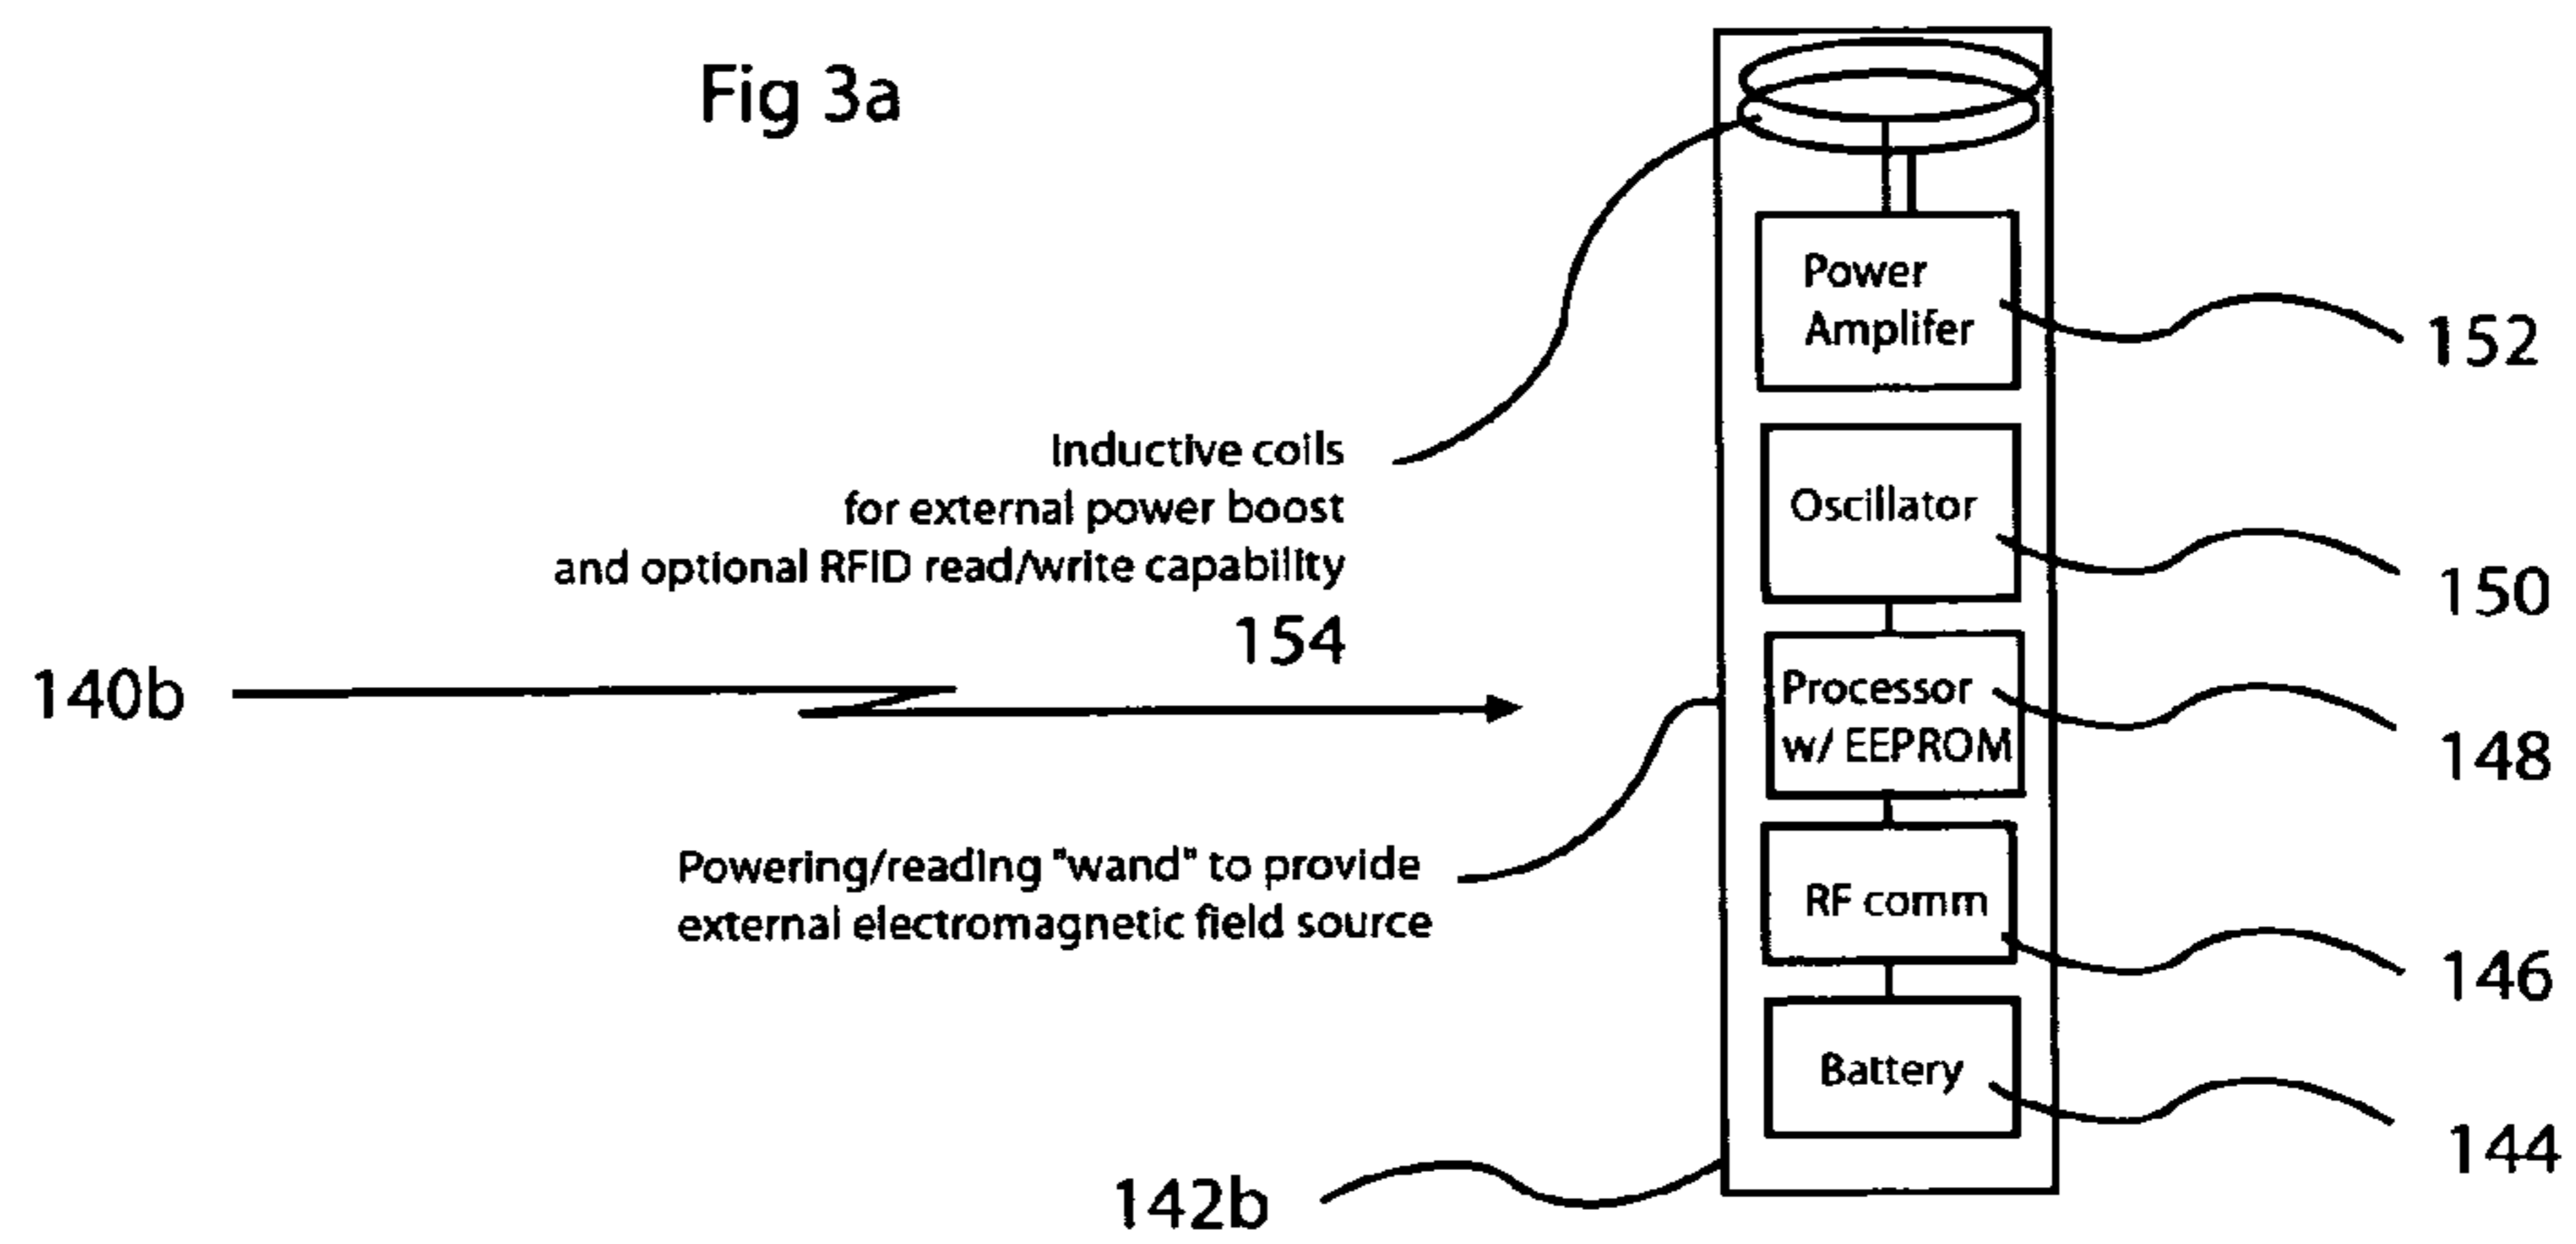 Fig 3a
Power
Amplifer
152
Inductive coils
for external power boost
and optional RFID read/write capability
154
Oscillator
150
140b
Processor
w/ EEPROM
148
Powering/reading "wand" to provide
external electromagnetic field source
RF comm
146
Battery
144
142b